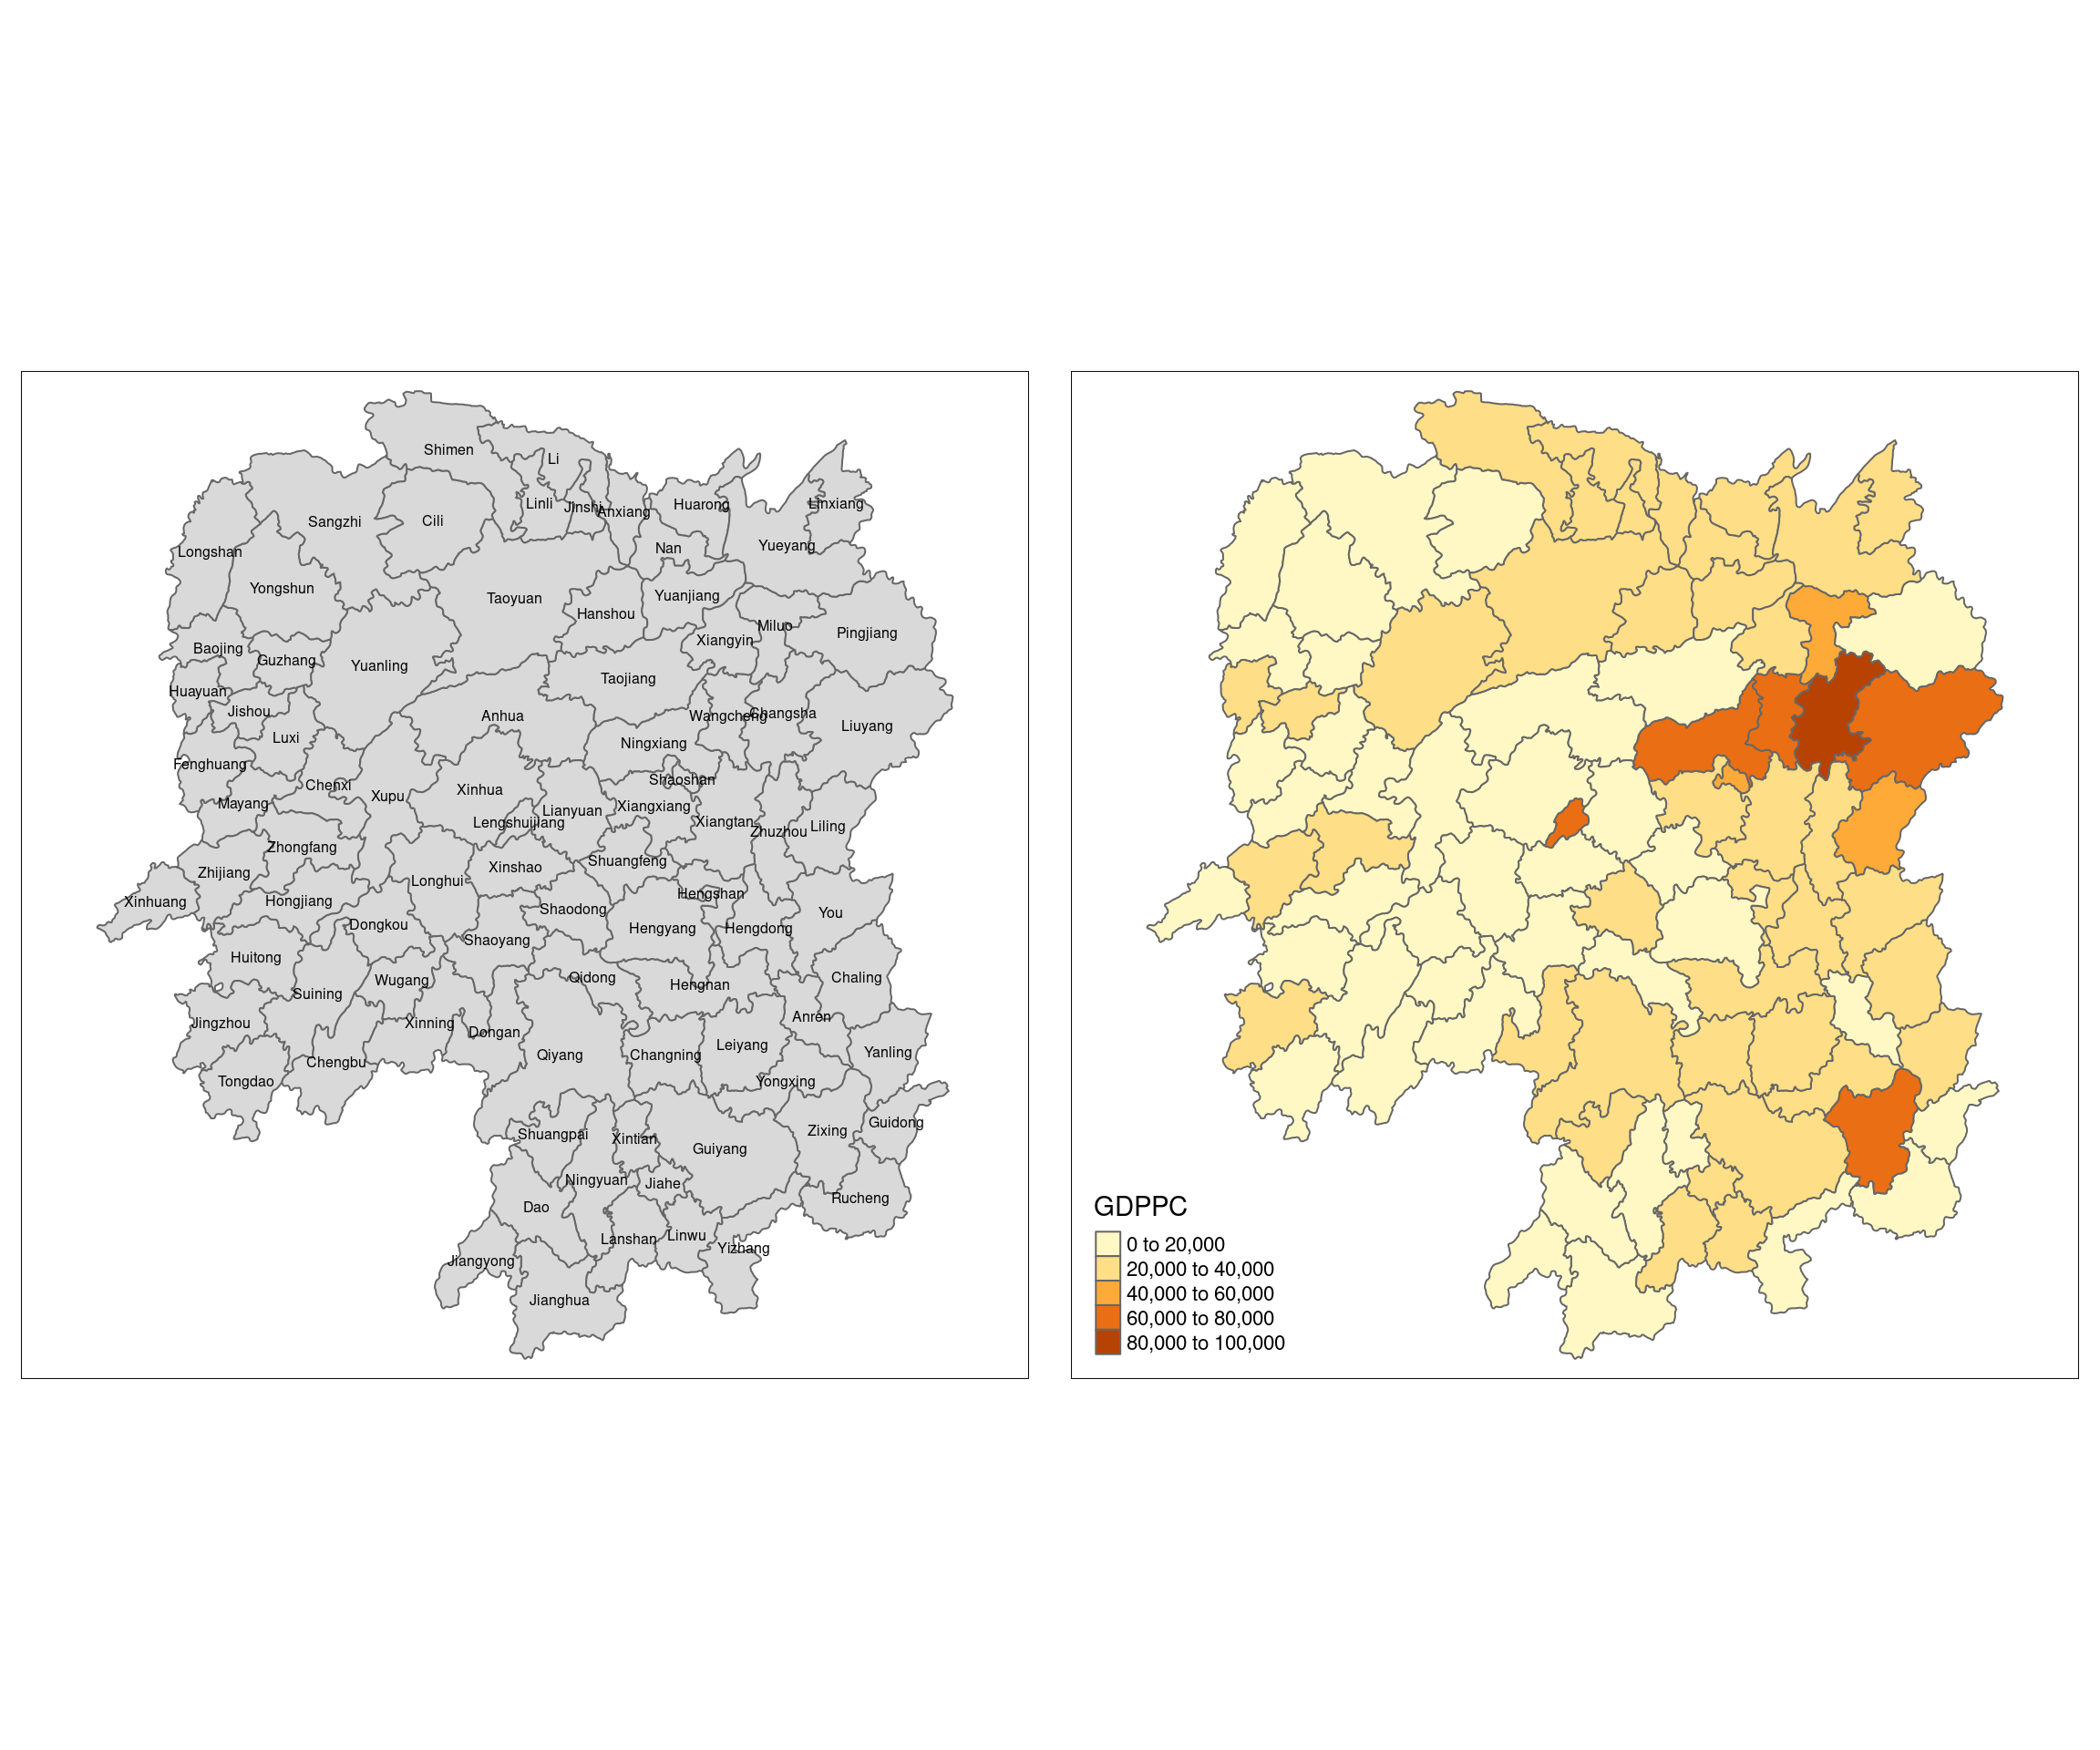 Shimen
Li
Linli
Jinshi
Anxiang
Huarong
Linxiang
Sangzhi
Cili
Nan
Yueyang
Longshan
Yongshun
Taoyuan
Hanshou
Yuanjiang
Miluo
Pingjiang
Xiangyin
Baojing
Guzhang
Yuanling
Taojiang
Huayuan
Jishou
Anhua
Wangcheng
Changsha
Liuyang
Luxi
Ningxiang
Fenghuang
Shaoshan
Chenxi
Xinhua
Xupu
Mayang
Lianyuan
Xiangxiang
Lengshuijiang
Xiangtan
Zhuzhou
Liling
Zhongfang
Shuangfeng
Zhijiang
Xinshao
Longhui
Hengshan
Xinhuang
Hongjiang
Shaodong
You
Dongkou
Hengyang
Hengdong
Shaoyang
Huitong
Wugang
Qidong
Hengnan
Chaling
Suining
Jingzhou
Xinning
Dongan
Anren
Leiyang
Qiyang
Changning
Yanling
Chengbu
Tongdao
Yongxing
Guidong
Shuangpai
Xintian
Zixing
Guiyang
Ningyuan
Jiahe
Rucheng
Dao
Lanshan
Linwu
Yizhang
Jiangyong
Jianghua
GDPPC
0 to 20,000
20,000 to 40,000
40,000 to 60,000
60,000 to 80,000
80,000 to 100,000